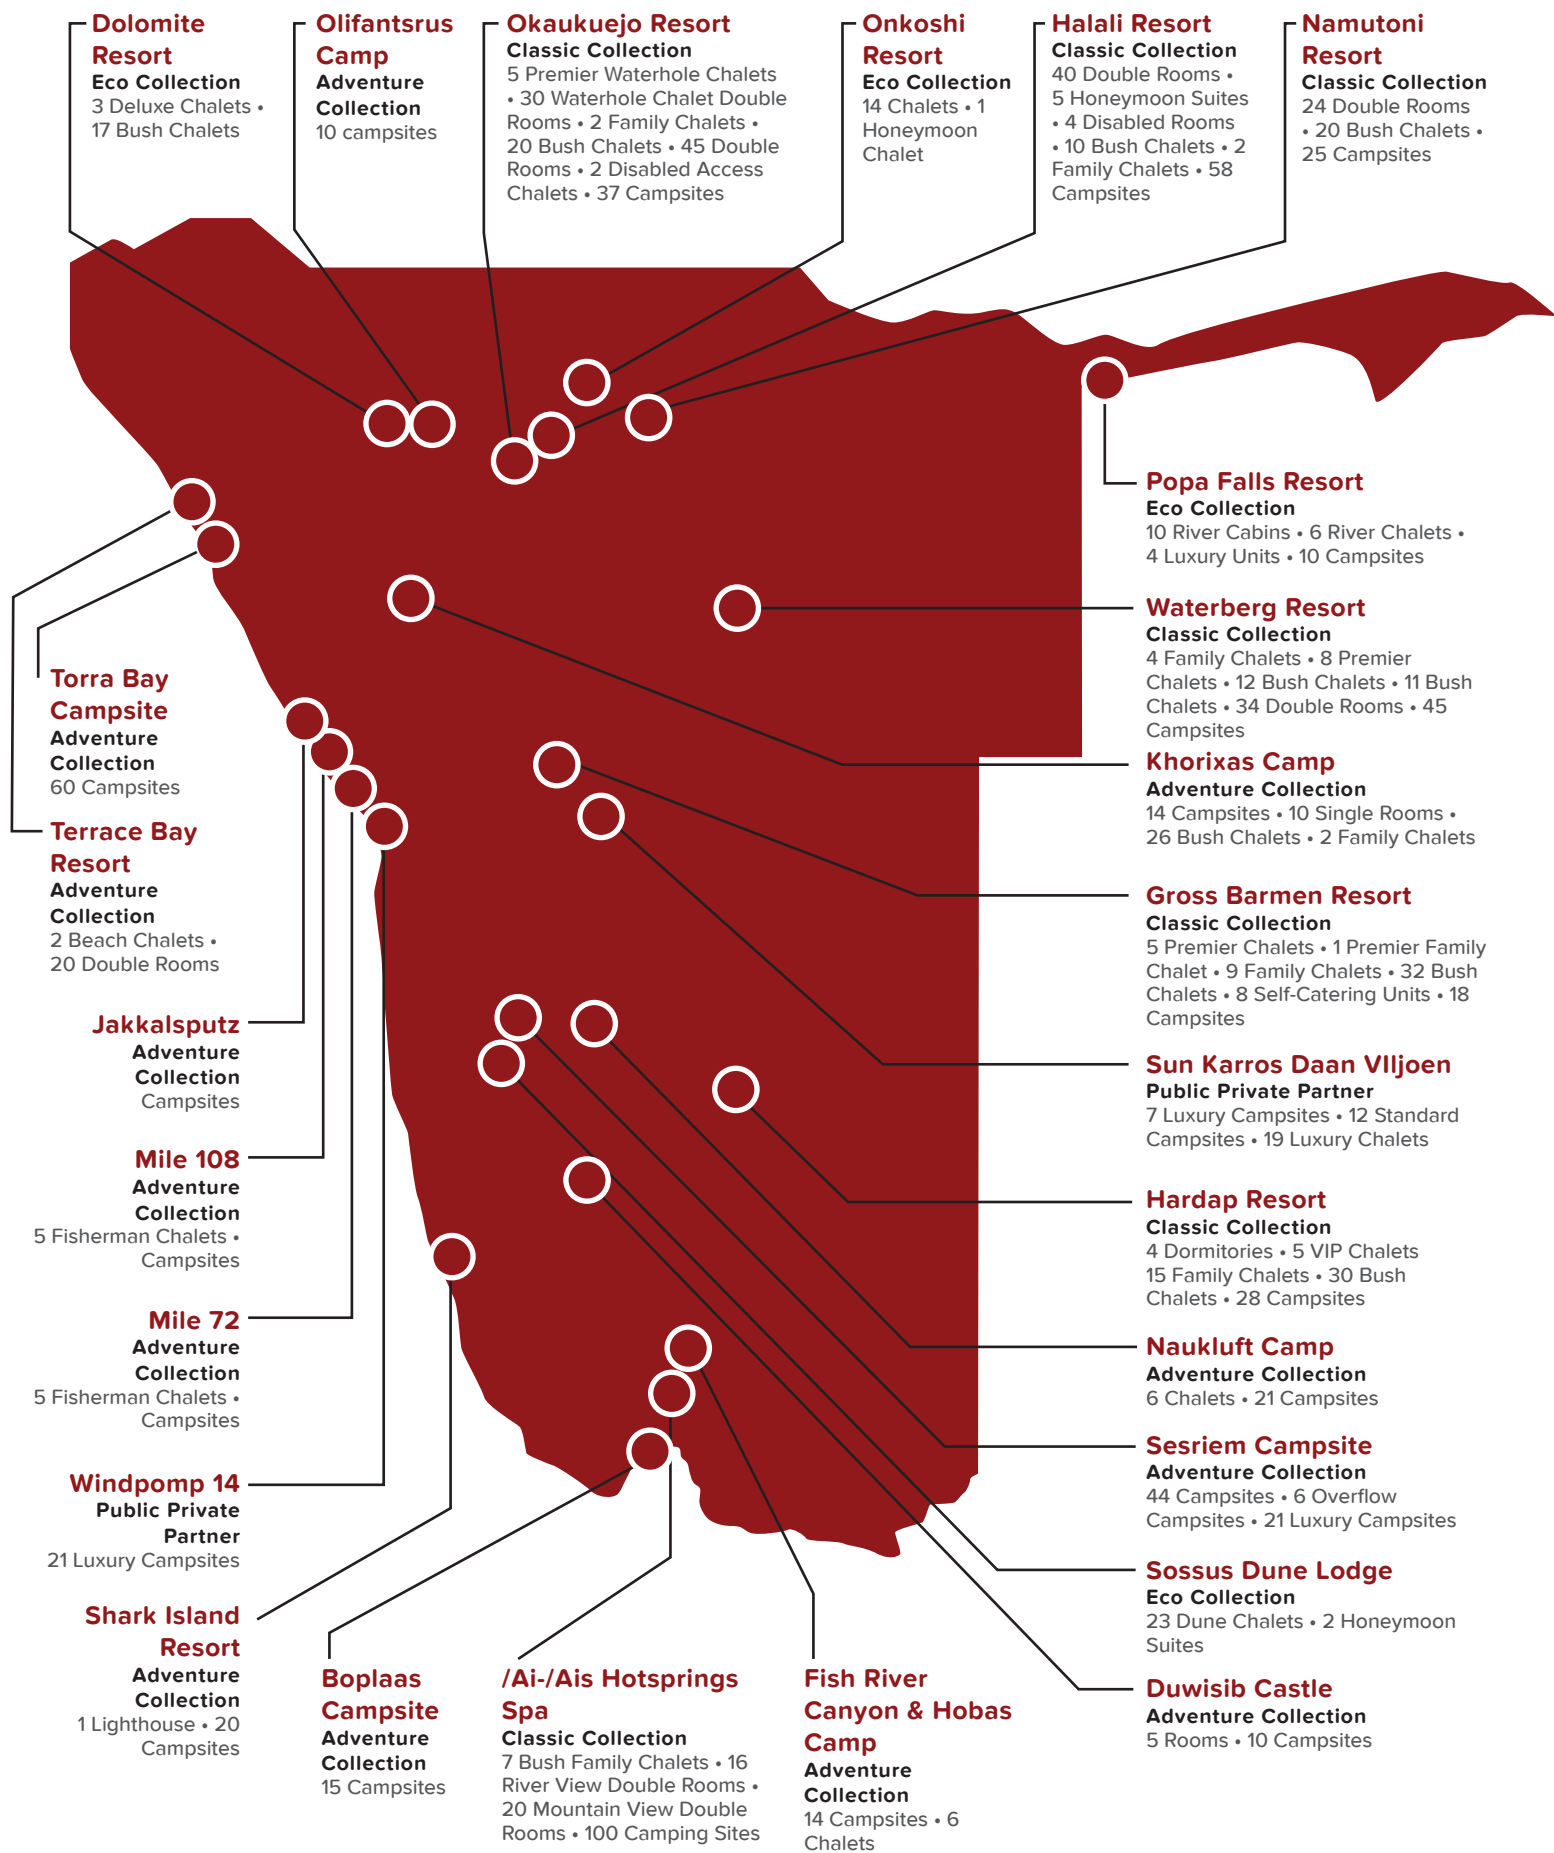 Dolomite
Resort
Eco Collection
3 Deluxe Chalets •
17 Bush Chalets
Olifantsrus
Camp
Adventure
Collection
10 campsites
Okaukuejo Resort
Classic Collection
5 Premier Waterhole Chalets
• 30 Waterhole Chalet Double
Rooms • 2 Family Chalets •
20 Bush Chalets • 45 Double
Rooms • 2 Disabled Access
Chalets • 37 Campsites
Onkoshi
Resort
Eco Collection
14 Chalets • 1
Honeymoon
Chalet
Halali Resort
Classic Collection
40 Double Rooms •
5 Honeymoon Suites
• 4 Disabled Rooms
• 10 Bush Chalets • 2
Family Chalets • 58
Campsites
Namutoni
Resort
Classic Collection
24 Double Rooms
• 20 Bush Chalets •
25 Campsites
Popa Falls Resort
Eco Collection
10 River Cabins • 6 River Chalets •
4 Luxury Units • 10 Campsites
Waterberg Resort
Classic Collection
4 Family Chalets • 8 Premier
Chalets • 12 Bush Chalets • 11 Bush
Chalets • 34 Double Rooms • 45
Campsites
Khorixas Camp
Adventure Collection
14 Campsites • 10 Single Rooms •
26 Bush Chalets • 2 Family Chalets
Gross Barmen Resort
Classic Collection
5 Premier Chalets • 1 Premier Family
Chalet • 9 Family Chalets • 32 Bush
Chalets • 8 Self-Catering Units • 18
Campsites
Sun Karros Daan VIljoen
Public Private Partner
7 Luxury Campsites • 12 Standard
Campsites • 19 Luxury Chalets
Hardap Resort
Classic Collection
4 Dormitories • 5 VIP Chalets
15 Family Chalets • 30 Bush
Chalets • 28 Campsites
Naukluft Camp
Adventure Collection
6 Chalets • 21 Campsites
Sesriem Campsite
Adventure Collection
44 Campsites • 6 Overflow
Campsites • 21 Luxury Campsites
Sossus Dune Lodge
Eco Collection
23 Dune Chalets • 2 Honeymoon
Suites
Duwisib Castle
Adventure Collection
5 Rooms • 10 Campsites
Torra Bay
Campsite
Adventure
Collection
60 Campsites
Terrace Bay
Resort
Adventure
Collection
2 Beach Chalets •
20 Double Rooms
Jakkalsputz
Adventure
Collection
Campsites
Mile 108
Adventure
Collection
5 Fisherman Chalets •
Campsites
Mile 72
Adventure
Collection
5 Fisherman Chalets •
Campsites
Windpomp 14
Public Private
Partner
21 Luxury Campsites
Shark Island
Resort
Adventure
Collection
1 Lighthouse • 20
Campsites
Boplaas
Campsite
Adventure
Collection
15 Campsites
/Ai-/Ais Hotsprings
Spa
Classic Collection
7 Bush Family Chalets • 16
River View Double Rooms •
20 Mountain View Double
Rooms • 100 Camping Sites
Fish River
Canyon & Hobas
Camp
Adventure
Collection
14 Campsites • 6
Chalets